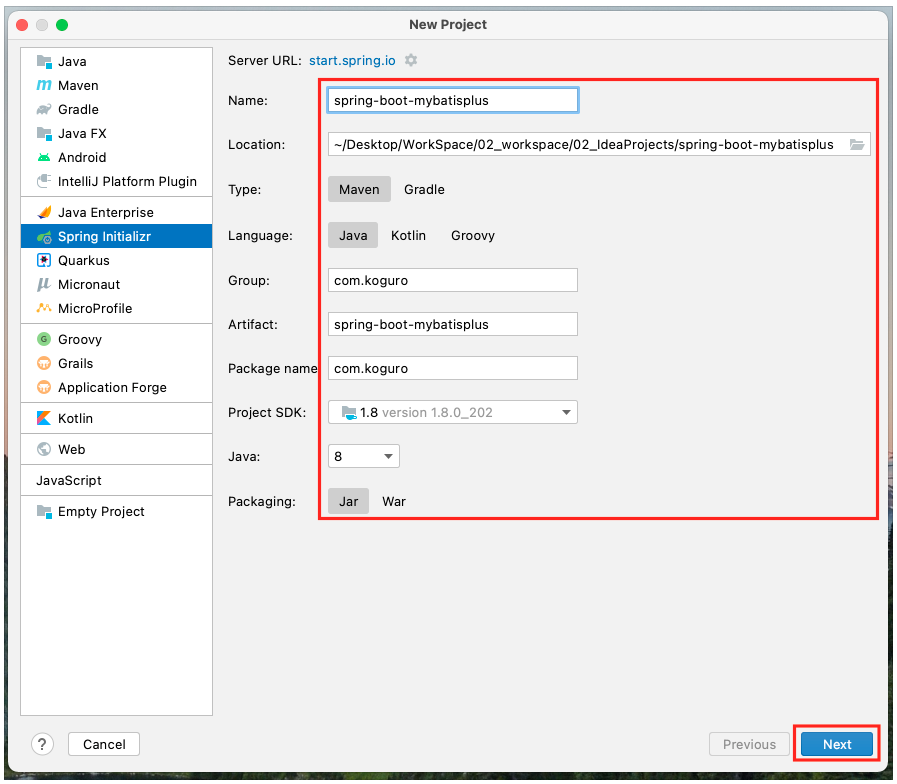 New Project
Java
Maven
Gradle
Java FX
Android
IntelliJ Platform Plugin
Java Enterprise
Spring Initializr
Quarkus
Micronaut
MicroProfile
Groovy
Grails
Application Forge
Kotlin
Web
JavaScript
Empty Project
Server URL: start.spring.io
Name: spring-boot-mybatisplus
Location: ~/Desktop/WorkSpace/02_workspace/02_IdeaProjects/spring-boot-mybatisplus
Type: Maven Gradle
Language: Java Kotlin Groovy
Group: com.koguro
Artifact: spring-boot-mybatisplus
Package name com.koguro
Project SDK: 1.8 version 1.8.0_202
Java: 8
Packaging: Jar War
? Cancel Previous Next